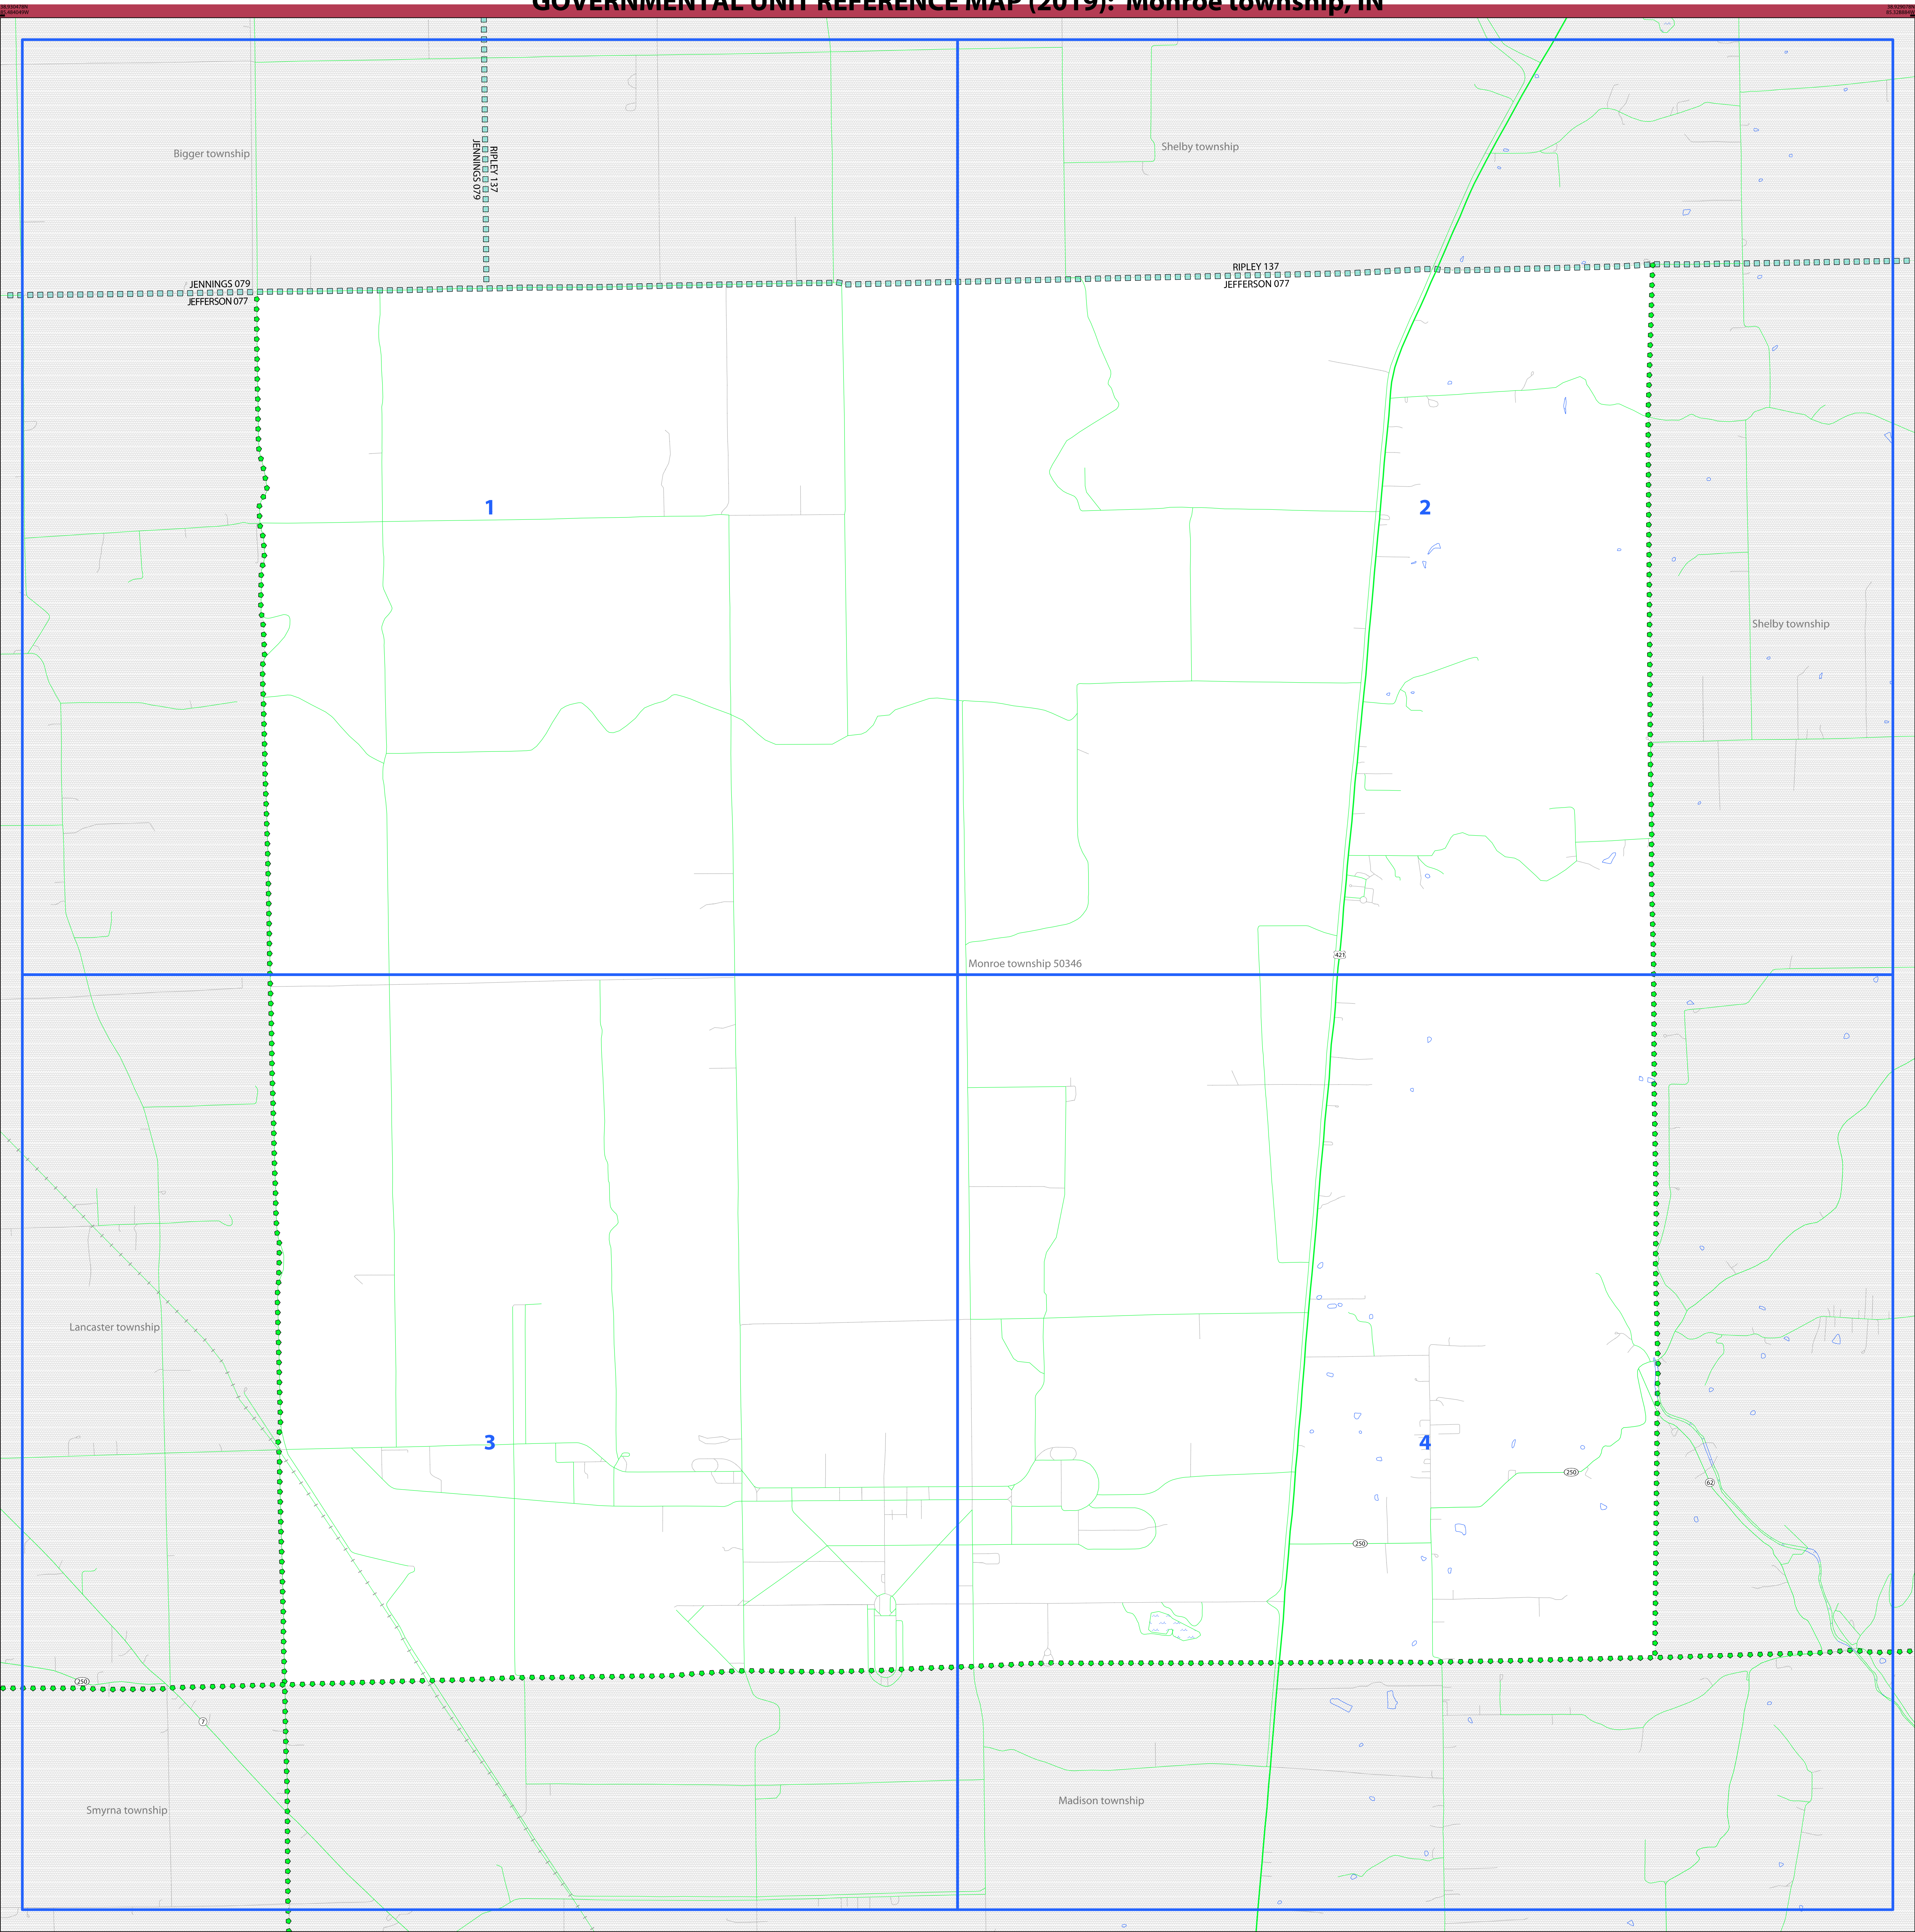 GOVERNMENTAL UNIT REFERENCE MAP (2019): Monroe township, IN
Bigger township
JENNINGS 079
RIPLEY 137
Shelby township
JENNINGS 079
JEFFERSON 077
RIPLEY 137
JEFFERSON 077
1
2
Shelby township
421
Monroe township 50346
Lancaster township
3
4
250
62
250
250
7
Smyrna township
Madison township